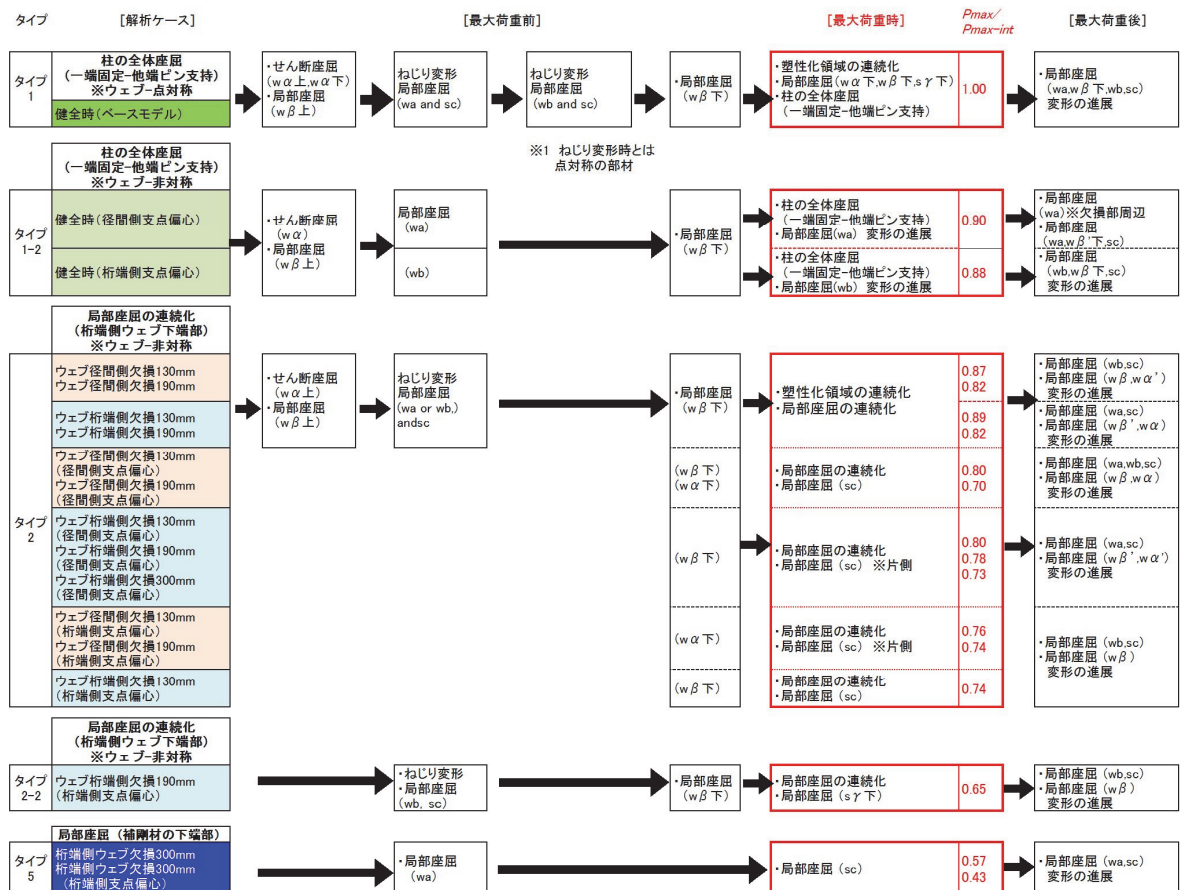 タイプ
[解析ケース]
[最大荷重前]
[最大荷重時]
Pmax/
Pmax-int
[最大荷重後]
タイプ
1
柱の全体座屈
(一端固定-他端ピン支持)
※ウェブ-点対称
健全時(ベースモデル)
・せん断座屈
(wα上,wα下)
・局部座屈
(wβ上)
ねじり変形
局部座屈
(wa and sc)
ねじり変形
局部座屈
(wb and sc)
・局部座屈
(wβ下)
・塑性化領域の連続化
・局部座屈(wα下,wβ下,sγ下)
・柱の全体座屈
(一端固定-他端ピン支持)
1.00
・局部座屈
(wa,wβ下,wb,sc)
変形の進展
※1 ねじり変形時とは
点対称の部材
タイプ
1-2
柱の全体座屈
(一端固定-他端ピン支持)
※ウェブ-非対称
健全時(径間側支点偏心)
健全時(桁端側支点偏心)
・せん断座屈
(wα)
・局部座屈
(wβ上)
局部座屈
(wa)
(wb)
・局部座屈
(wβ下)
・柱の全体座屈
(一端固定-他端ピン支持)
・局部座屈(wa) 変形の進展
0.90
・局部座屈
(wa)※欠損部周辺
・局部座屈
(wa,wβ'下,sc)
・柱の全体座屈
(一端固定-他端ピン支持)
・局部座屈(wb) 変形の進展
0.88
・局部座屈
(wb,wβ下,sc)
変形の進展
タイプ
2
局部座屈の連続化
(桁端側ウェブ下端部)
※ウェブ-非対称
ウェブ径間側欠損130mm
ウェブ径間側欠損190mm
ウェブ桁端側欠損130mm
ウェブ桁端側欠損190mm
・せん断座屈
(wα上)
・局部座屈
(wβ上)
ねじり変形
局部座屈
(wa or wb,)
andsc)
・局部座屈
(wβ下)
・塑性化領域の連続化
・局部座屈の連続化
0.87
0.82
0.89
0.82
・局部座屈 (wb,sc)
・局部座屈 (wβ,wα')
変形の進展
・局部座屈 (wa,sc)
・局部座屈 (wβ',wα)
変形の進展
ウェブ径間側欠損130mm
(径間側支点偏心)
ウェブ径間側欠損190mm
(径間側支点偏心)
(wβ下)
(wα下)
・局部座屈の連続化
・局部座屈 (sc)
0.80
0.70
・局部座屈 (wa,wb,sc)
・局部座屈 (wβ,wα)
変形の進展
ウェブ桁端側欠損130mm
(径間側支点偏心)
ウェブ桁端側欠損190mm
(径間側支点偏心)
ウェブ桁端側欠損300mm
(径間側支点偏心)
(wβ下)
・局部座屈の連続化
・局部座屈 (sc) ※片側
0.80
0.78
0.73
・局部座屈 (wa,sc)
・局部座屈 (wβ',wα')
変形の進展
ウェブ径間側欠損130mm
(桁端側支点偏心)
ウェブ径間側欠損190mm
(桁端側支点偏心)
(wα下)
・局部座屈の連続化
・局部座屈 (sc) ※片側
0.76
0.74
・局部座屈 (wb,sc)
・局部座屈 (wβ)
変形の進展
ウェブ桁端側欠損130mm
(桁端側支点偏心)
(wβ下)
・局部座屈の連続化
・局部座屈 (sc)
0.74
タイプ
2-2
局部座屈の連続化
(桁端側ウェブ下端部)
※ウェブ-非対称
ウェブ桁端側欠損190mm
(桁端側支点偏心)
・ねじり変形
・局部座屈
(wb, sc)
・局部座屈
(wβ下)
・局部座屈の連続化
・局部座屈 (sγ下)
0.65
・局部座屈 (wb,sc)
・局部座屈 (wβ)
変形の進展
タイプ
5
局部座屈 (補剛材の下端部)
桁端側ウェブ欠損300mm
桁端側ウェブ欠損300mm
(桁端側支点偏心)
・局部座屈
(wa)
・局部座屈 (sc)
0.57
0.43
・局部座屈 (wa,sc)
変形の進展